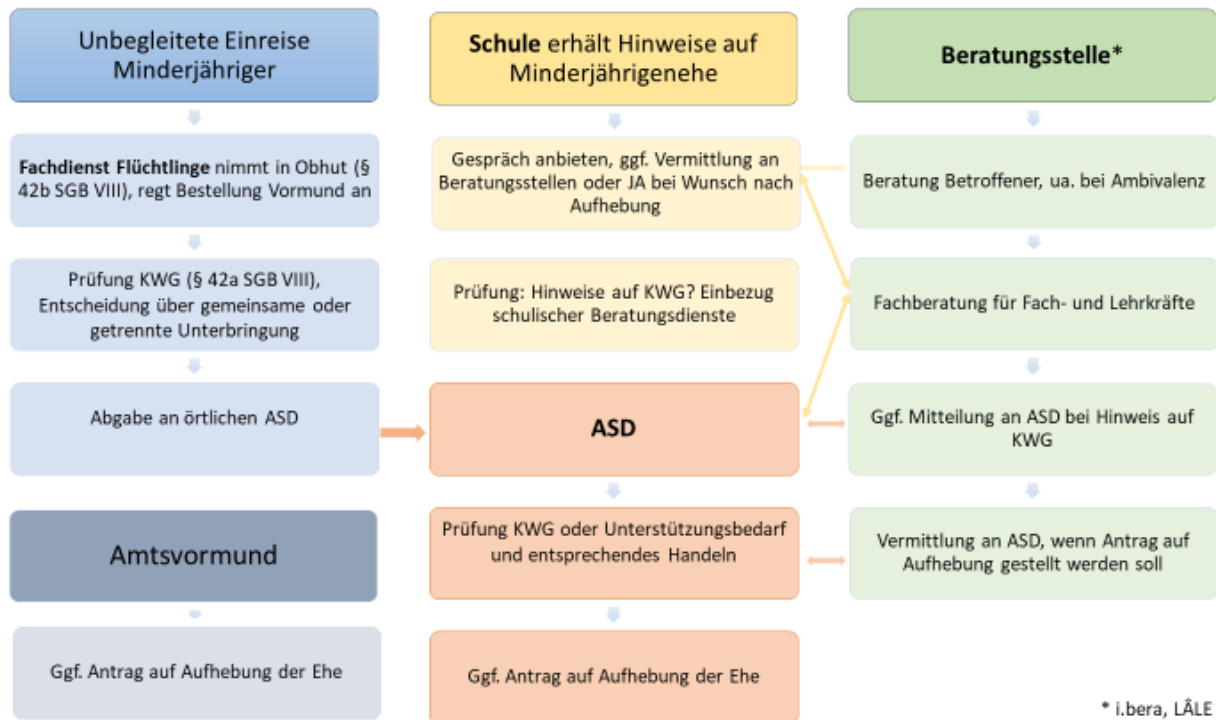 Unbegleitete Einreise
Minderjähriger
Fachdienst Flüchtlinge nimmt in Obhut (§
42b SGB VIII), regt Bestellung Vormund an
Prüfung KWG (§ 42a SGB VIII),
Entscheidung über gemeinsame oder
getrennte Unterbringung
Abgabe an örtlichen ASD
Amtsvormund
Ggf. Antrag auf Aufhebung der Ehe
Schule erhält Hinweise auf
Minderjährigenehe
Gespräch anbieten, ggf. Vermittlung an
Beratungsstellen oder JA bei Wunsch nach
Aufhebung
Prüfung: Hinweise auf KWG? Einbezug
schulischer Beratungsdienste
ASD
Prüfung KWG oder Unterstützungsbedarf
und entsprechendes Handeln
Ggf. Antrag auf Aufhebung der Ehe
Beratungsstelle*
Beratung Betroffener, ua. bei Ambivalenz
Fachberatung für Fach- und Lehrkräfte
Ggf. Mitteilung an ASD bei Hinweis auf
KWG
Vermittlung an ASD, wenn Antrag auf
Aufhebung gestellt werden soll
* i.bera, LÂLE